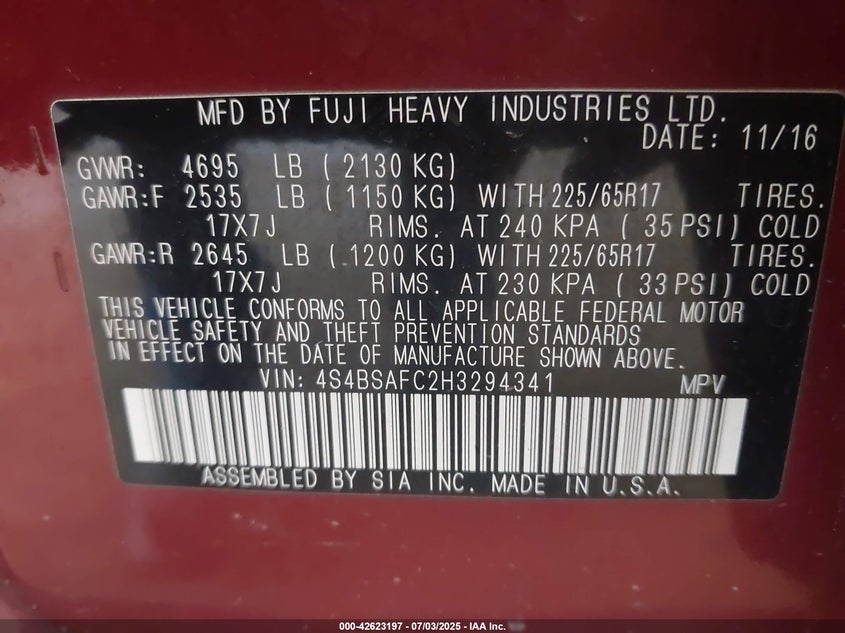 MFD BY FUJI HEAVY INDUSTRIES LTD.
DATE: 11/16
GVWR: 4695 LB ( 2130 KG)
GAWR:F 2535 LB ( 1150 KG) WITH 225/65R17 TIRES.
17X7J RIMS. AT 240 KPA ( 35 PSI) COLD
GAWR:R 2645 LB ( 1200 KG) WITH 225/65R17 TIRES.
17X7J RIMS. AT 230 KPA ( 33 PSI) COLD
THIS VEHICLE CONFORMS TO ALL APPLICABLE FEDERAL MOTOR
VEHICLE SAFETY AND THEFT PREVENTION STANDARDS
IN EFFECT ON THE DATE OF MANUFACTURE SHOWN ABOVE.
VIN: 4S4BSAFC2H3294341 MPV
ASSEMBLED BY SIA INC. MADE IN U.S.A.
000-42623197 - 07/03/2025 - IAA Inc.